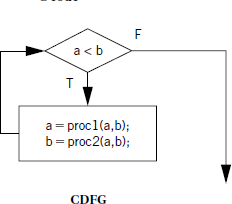 a < b
F
T
a = proc1(a,b);
b = proc2(a,b);
CDFG